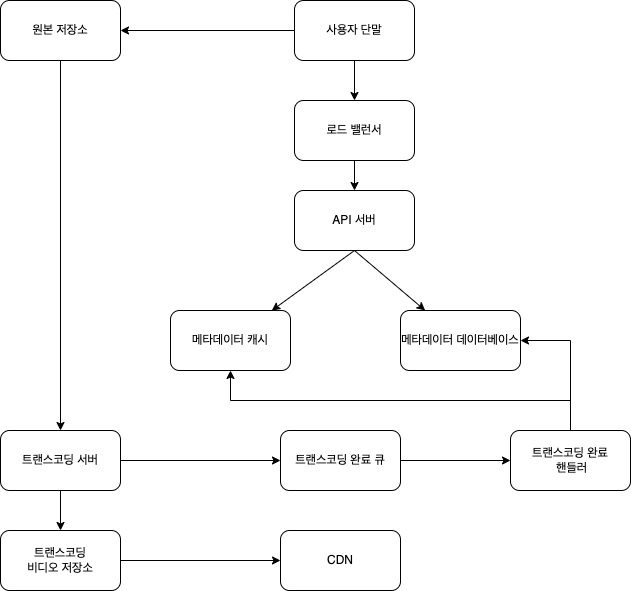 원본 저장소
사용자 단말
로드 밸런서
API 서버
메타데이터 캐시
메타데이터 데이터베이스
트랜스코딩 서버
트랜스코딩 완료 큐
트랜스코딩 완료
핸들러
트랜스코딩
비디오 저장소
CDN